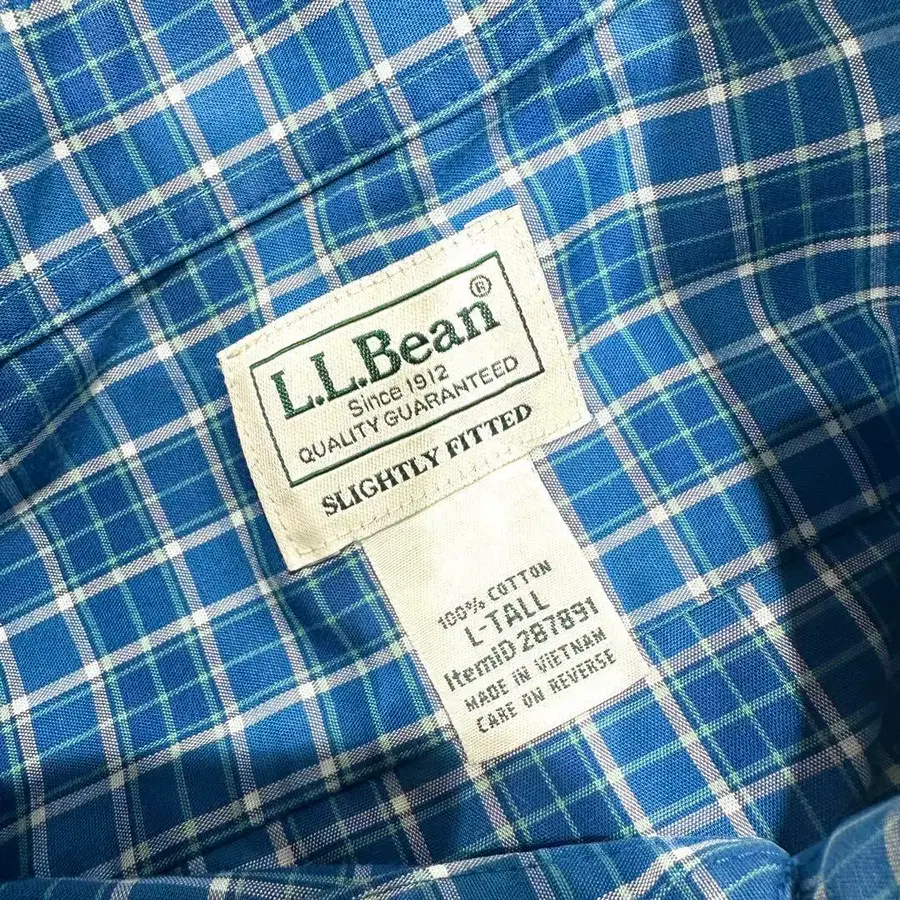 L.L.Bean®
Since 1912
QUALITY GUARANTEED
SLIGHTLY FITTED
100% COTTON
L-TALL
ItemID 287891
MADE IN VIETNAM
CARE ON REVERSE